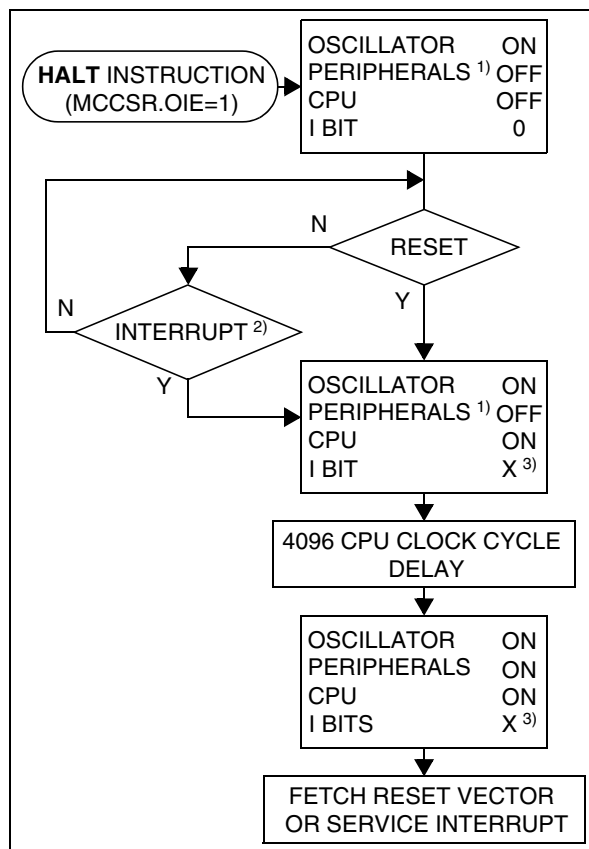 HALT INSTRUCTION
(MCCSR.OIE=1)
OSCILLATOR ON
PERIPHERALS 1) OFF
CPU OFF
I BIT 0
RESET
N
Y
INTERRUPT 2)
N
Y
OSCILLATOR ON
PERIPHERALS 1) OFF
CPU ON
I BIT X 3)
4096 CPU CLOCK CYCLE
DELAY
OSCILLATOR ON
PERIPHERALS ON
CPU ON
I BITS X 3)
FETCH RESET VECTOR
OR SERVICE INTERRUPT